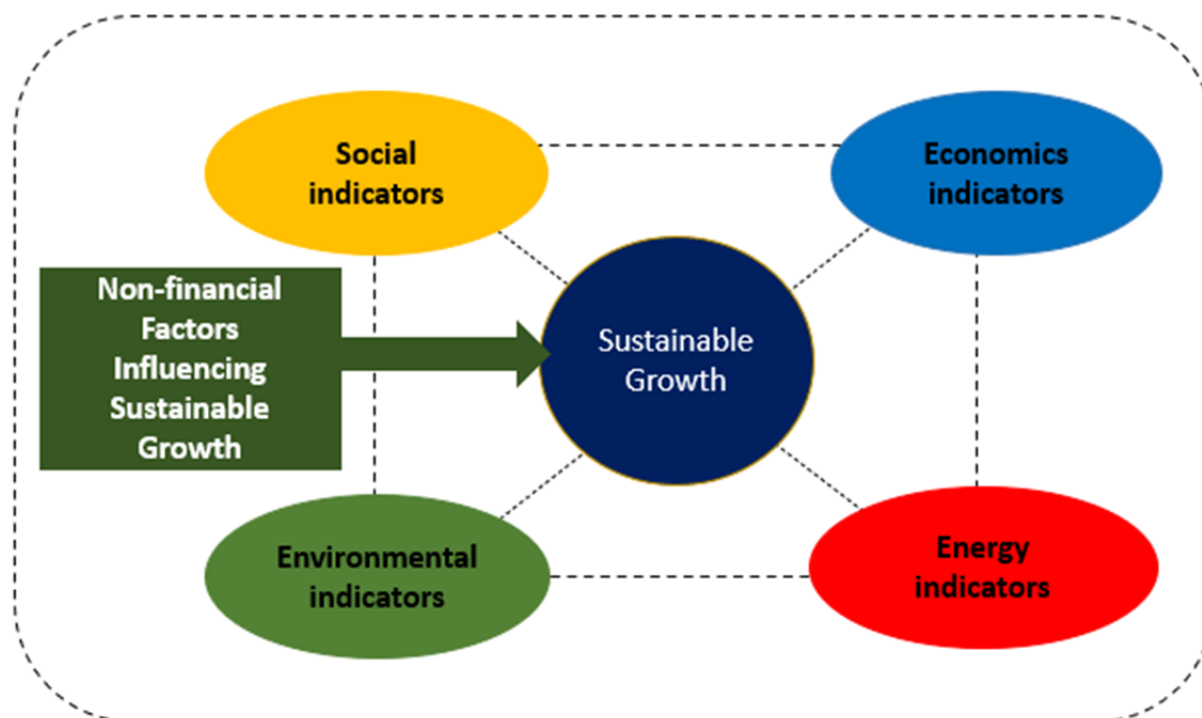 Social
indicators
Economics
indicators
Non-financial
Factors
Influencing
Sustainable
Growth
Sustainable
Growth
Environmental
indicators
Energy
indicators